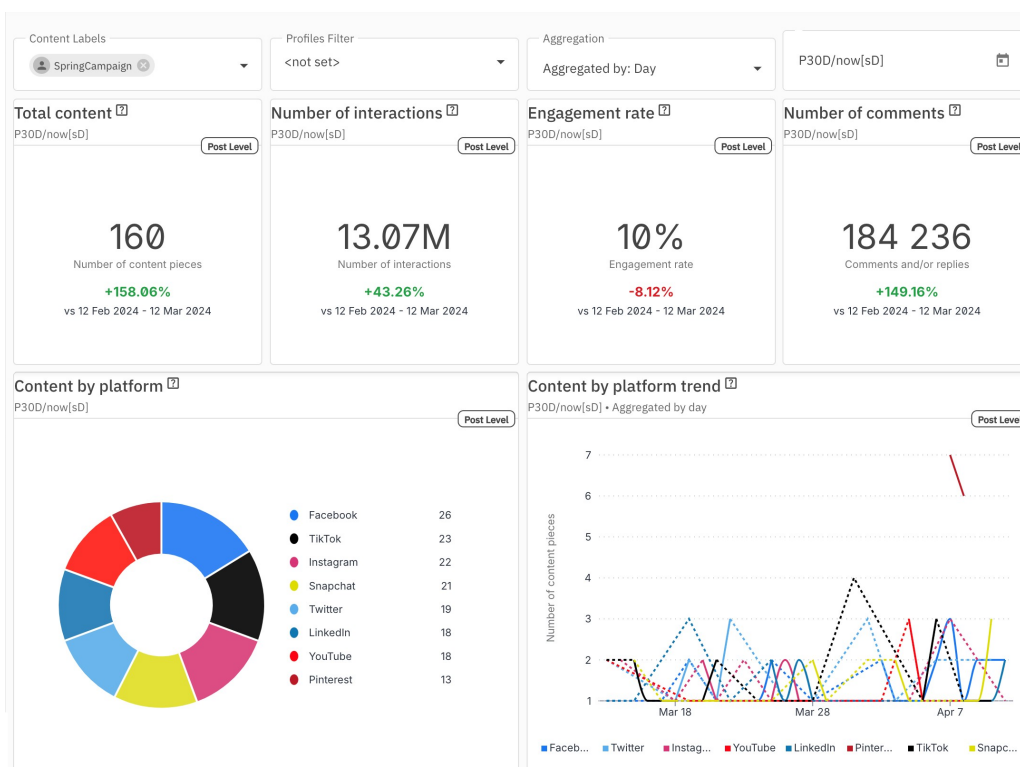 Content Labels
SpringCampaign
Profiles Filter
<not set>
Aggregation
Aggregated by: Day
P30D/now[sD]
Total content ?
P30D/now[sD]
Post Level
160
Number of content pieces
+158.06%
vs 12 Feb 2024 - 12 Mar 2024
Number of interactions ?
P30D/now[sD]
Post Level
13.07M
Number of interactions
+43.26%
vs 12 Feb 2024 - 12 Mar 2024
Engagement rate ?
P30D/now[sD]
Post Level
10%
Engagement rate
-8.12%
vs 12 Feb 2024 - 12 Mar 2024
Number of comments ?
P30D/now[sD]
Post Level
184 236
Comments and/or replies
+149.16%
vs 12 Feb 2024 - 12 Mar 2024
Content by platform ?
P30D/now[sD]
Post Level
Facebook 26
TikTok 23
Instagram 22
Snapchat 21
Twitter 19
LinkedIn 18
YouTube 18
Pinterest 13
Content by platform trend ?
P30D/now[sD] • Aggregated by day
Post Level
Number of content pieces
7
6
5
4
3
2
1
Mar 18 Mar 28 Apr 7
Faceb... Twitter Instag... YouTube LinkedIn Pinter... TikTok Snapc...